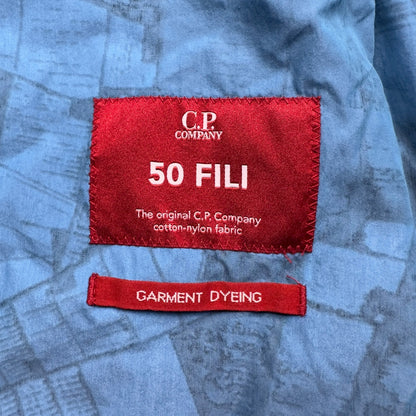 C.P.
COMPANY
50 FILI
The original C.P. Company
cotton-nylon fabric
GARMENT DYEING